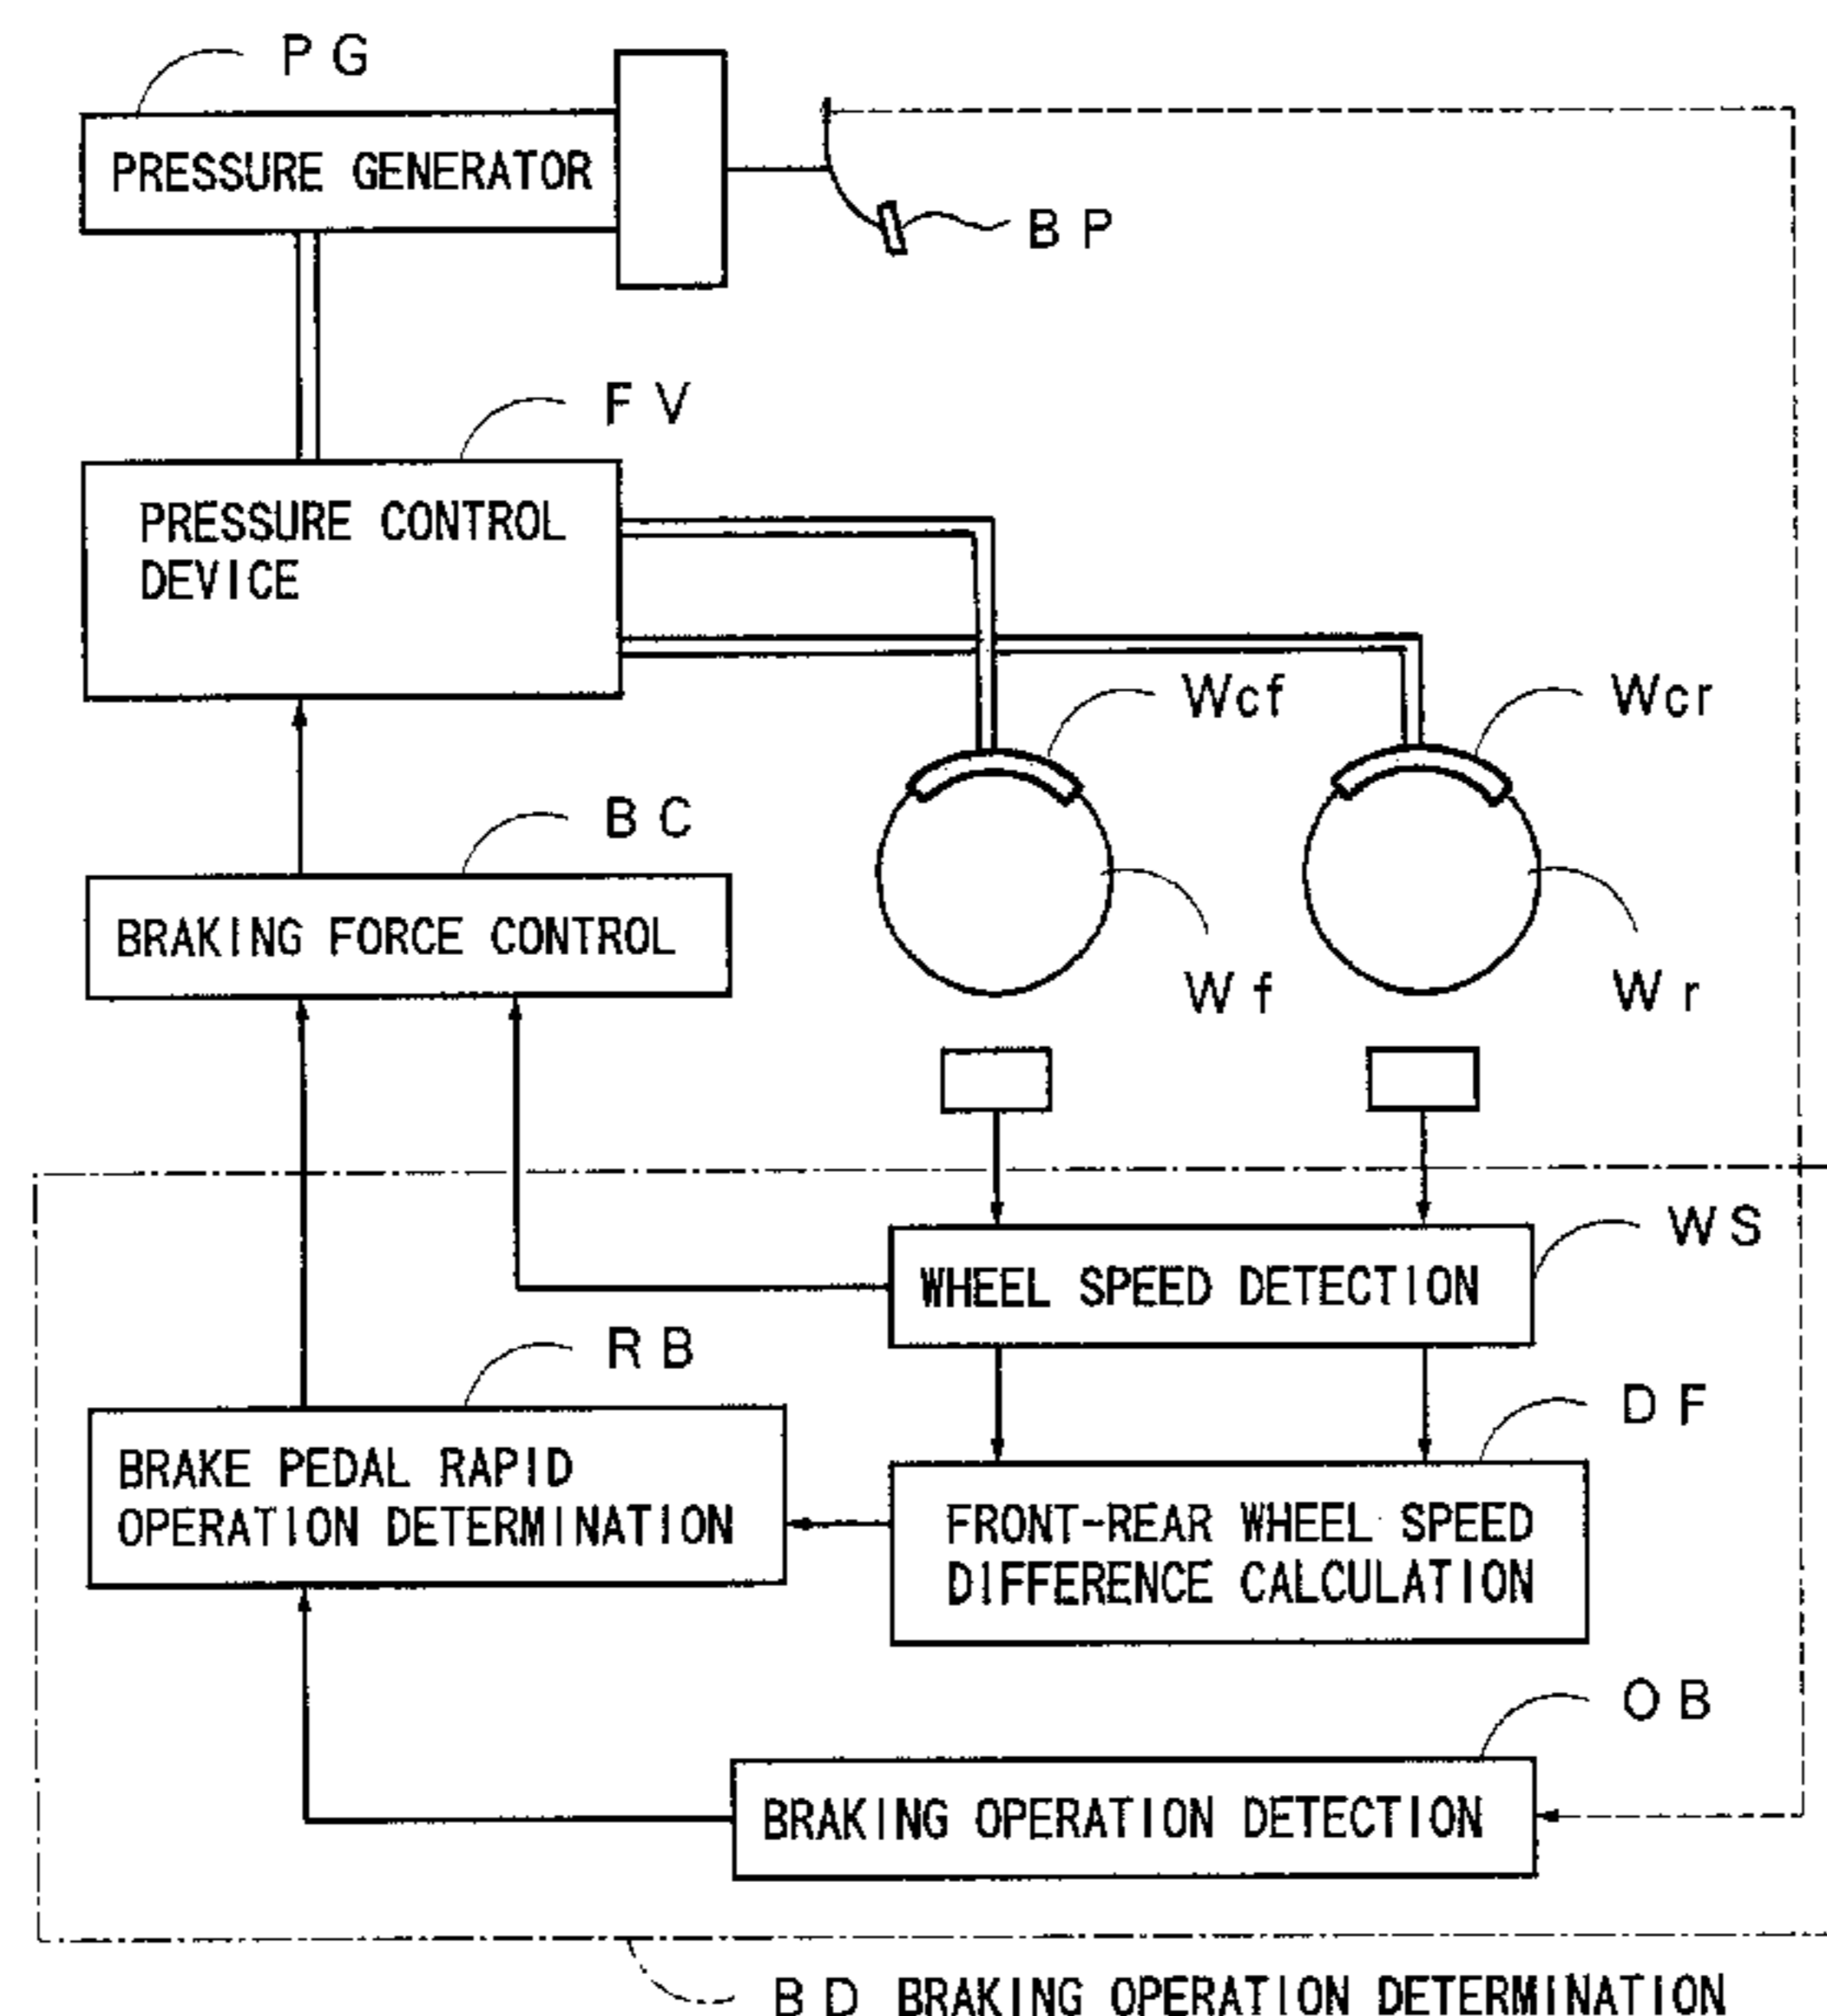 PG
PRESSURE GENERATOR
BP
FV
PRESSURE CONTROL
DEVICE
Wcf
Wcr
BC
BRAKING FORCE CONTROL
Wf
Wr
WS
WHEEL SPEED DETECTION
RB
DF
BRAKE PEDAL RAPID
OPERATION DETERMINATION
FRONT-REAR WHEEL SPEED
DIFFERENCE CALCULATION
OB
BRAKING OPERATION DETECTION
BD BRAKING OPERATION DETERMINATION